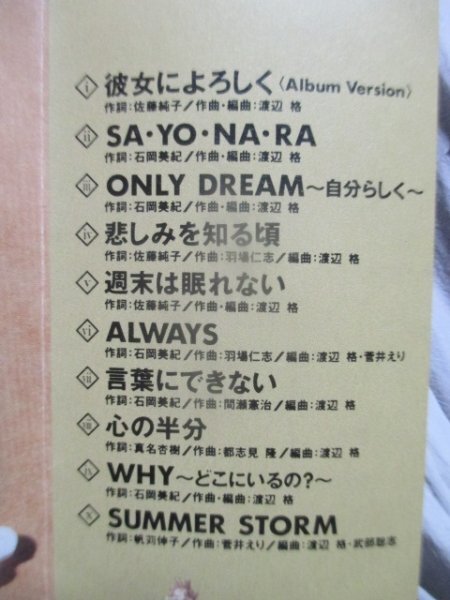 i 彼女によろしく〈Album Version〉
作詞:佐藤純子/作曲・編曲:渡辺 格
ii SA・YO・NA・RA
作詞:石岡美紀/作曲・編曲:渡辺 格
iii ONLY DREAM〜自分らしく〜
作詞:石岡美紀/作曲・編曲:渡辺 格
iv 悲しみを知る頃
作詞:佐藤純子/作曲:羽場仁志/編曲:渡辺 格
v 週末は眠れない
作詞:佐藤純子/作曲・編曲:渡辺 格
vi ALWAYS
作詞:石岡美紀/作曲:羽場仁志/編曲:渡辺 格・菅井えり
vii 言葉にできない
作詞:石岡美紀/作曲:間瀬憲治/編曲:渡辺 格
viii 心の半分
作詞:真名杏樹/作曲:都志見 隆/編曲:渡辺 格
ix WHY〜どこにいるの?〜
作詞:石岡美紀/作曲・編曲:渡辺 格
x SUMMER STORM
作詞:帆苅伸子/作曲:菅井えり/編曲:渡辺 格・武部聡志